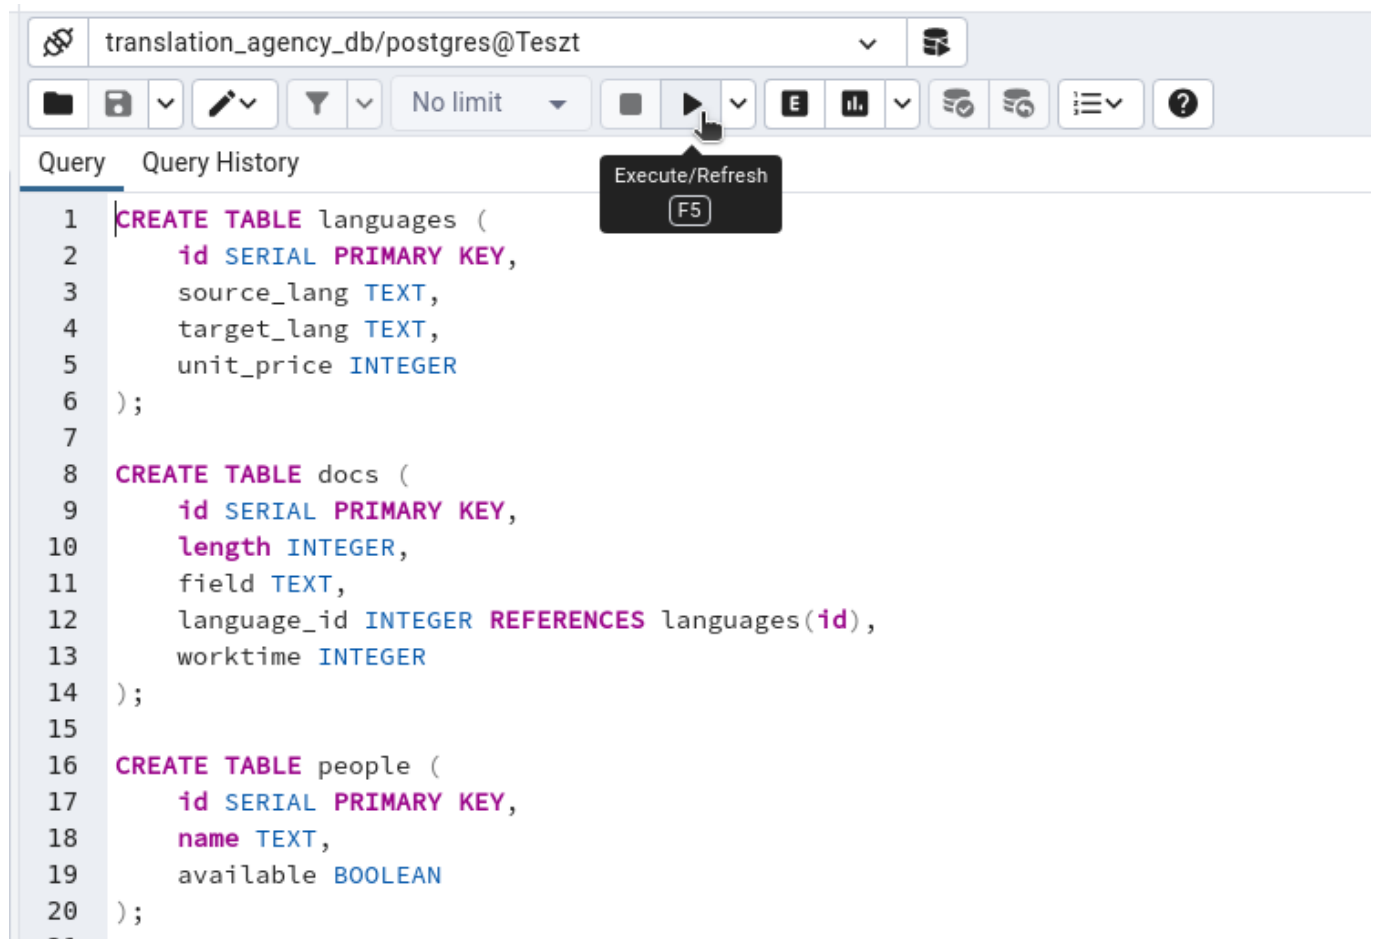 translation_agency_db/postgres@Teszt
No limit
E
?
Query Query History
Execute/Refresh
F5
1 CREATE TABLE languages (
2     id SERIAL PRIMARY KEY,
3     source_lang TEXT,
4     target_lang TEXT,
5     unit_price INTEGER
6 );
7
8 CREATE TABLE docs (
9     id SERIAL PRIMARY KEY,
10     length INTEGER,
11     field TEXT,
12     language_id INTEGER REFERENCES languages(id),
13     worktime INTEGER
14 );
15
16 CREATE TABLE people (
17     id SERIAL PRIMARY KEY,
18     name TEXT,
19     available BOOLEAN
20 );